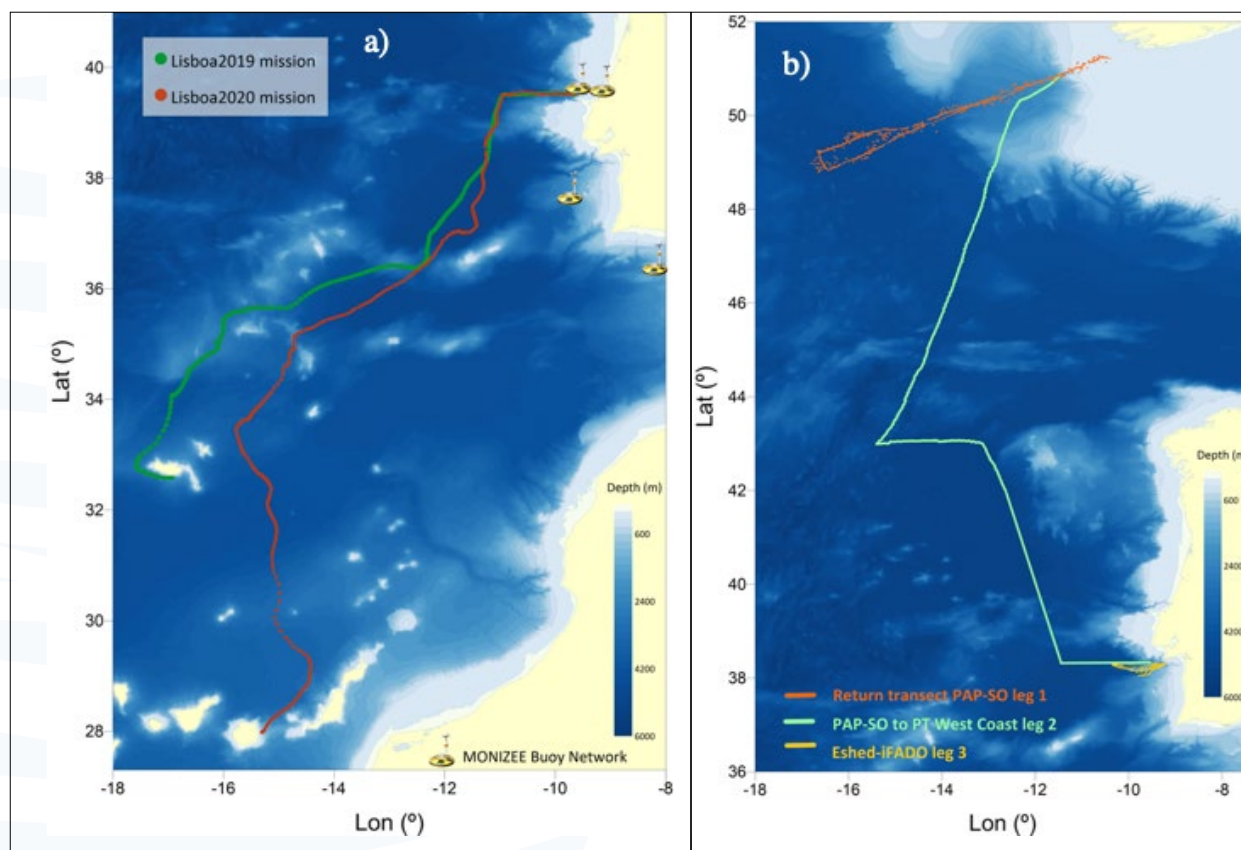 a)
Lisboa2019 mission
Lisboa2020 mission
40
38
36
34
32
30
28
Lat (º)
Depth (m)
600
2400
4200
6000
MONIZEE Buoy Network
-18
-16
-14
-12
-10
-8
Lon (º)
b)
52
50
48
46
44
42
40
38
36
Lat (º)
Depth (m)
600
2400
4200
6000
Return transect PAP-SO leg 1
PAP-SO to PT West Coast leg 2
Eshed-iFADO leg 3
-18
-16
-14
-12
-10
Lon (º)